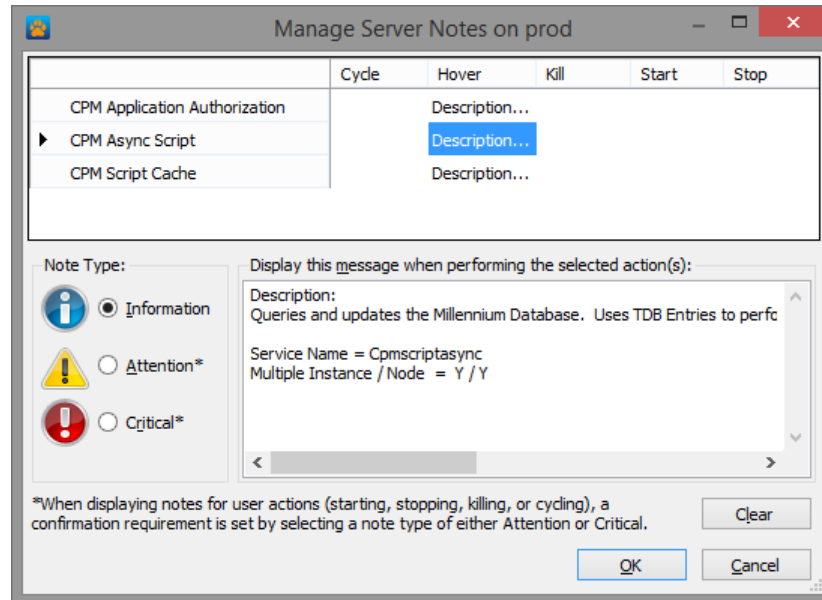 Manage Server Notes on prod
Cycle Hover Kill Start Stop
CPM Application Authorization Description...
CPM Async Script Description...
CPM Script Cache Description...
Note Type:
Information
Attention*
Critical*
Display this message when performing the selected action(s):
Description:
Queries and updates the Millennium Database. Uses TDB Entries to perfo
Service Name = Cpmscriptasync
Multiple Instance / Node = Y / Y
*When displaying notes for user actions (starting, stopping, killing, or cycling), a
confirmation requirement is set by selecting a note type of either Attention or Critical.
Clear
OK
Cancel